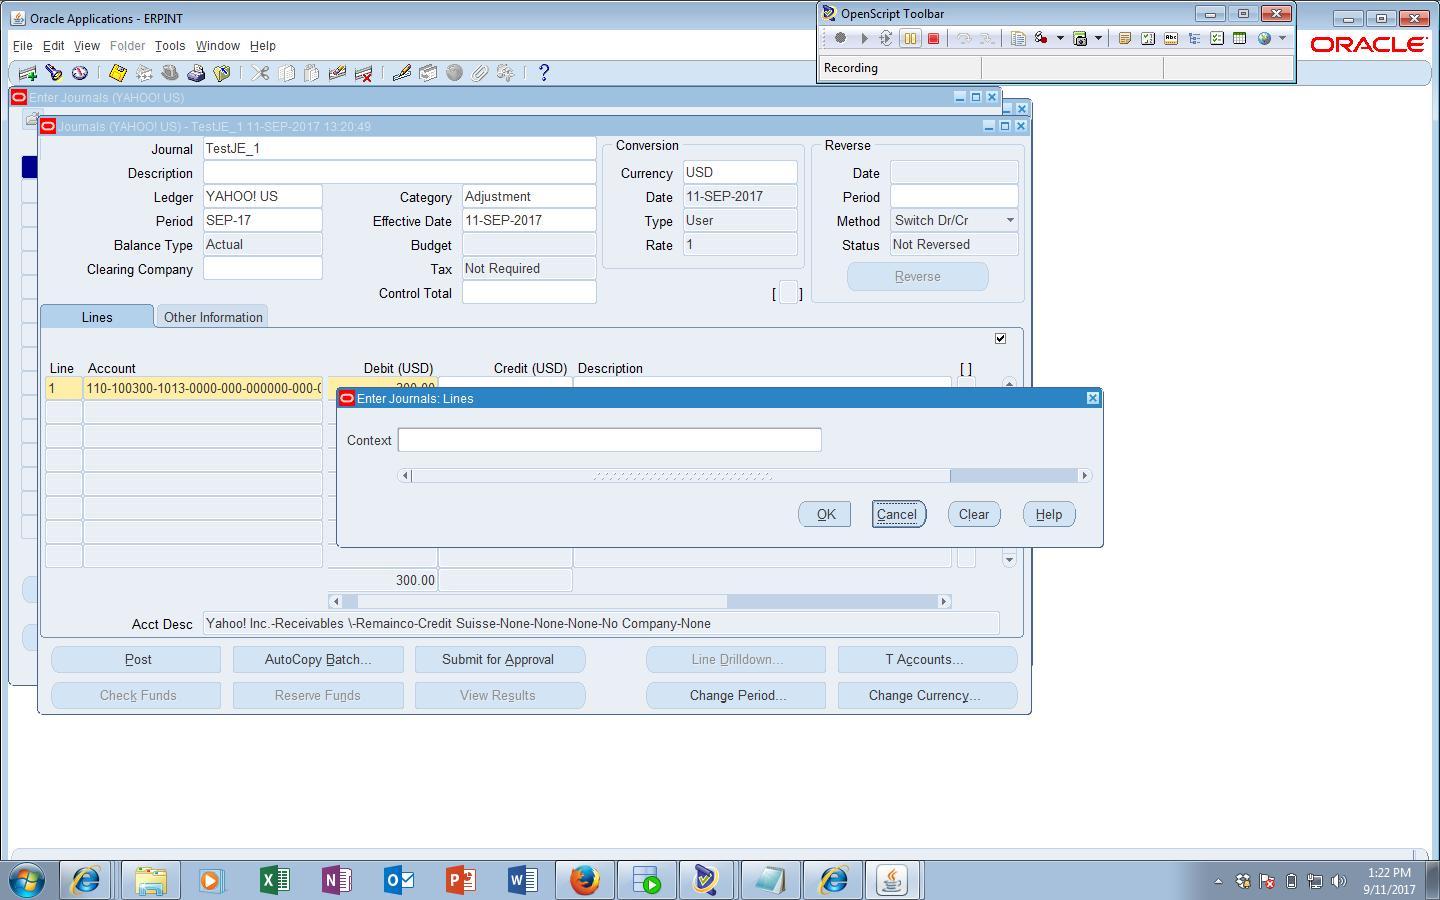 Oracle Applications - ERPINT
File Edit View Folder Tools Window Help
OpenScript Toolbar
Recording
ORACLE
Enter Journals (YAHOO! US)
Journals (YAHOO! US) - TestJE_1 11-SEP-2017 13:20:49
Journal TestJE_1
Description
Ledger YAHOO! US
Category Adjustment
Period SEP-17
Effective Date 11-SEP-2017
Balance Type Actual
Budget
Clearing Company
Tax Not Required
Control Total
[ ]
Conversion
Currency USD
Date 11-SEP-2017
Type User
Rate 1
Reverse
Date
Period
Method Switch Dr/Cr
Status Not Reversed
Reverse
Lines Other Information
Line Account Debit (USD) Credit (USD) Description [ ]
1 110-100300-1013-0000-000-000000-000-0 300.00
Enter Journals: Lines
Context
OK Cancel Clear Help
300.00
Acct Desc Yahoo! Inc.-Receivables \-Remainco-Credit Suisse-None-None-None-No Company-None
Post AutoCopy Batch... Submit for Approval Line Drilldown... T Accounts...
Check Funds Reserve Funds View Results Change Period... Change Currency...
1:22 PM
9/11/2017